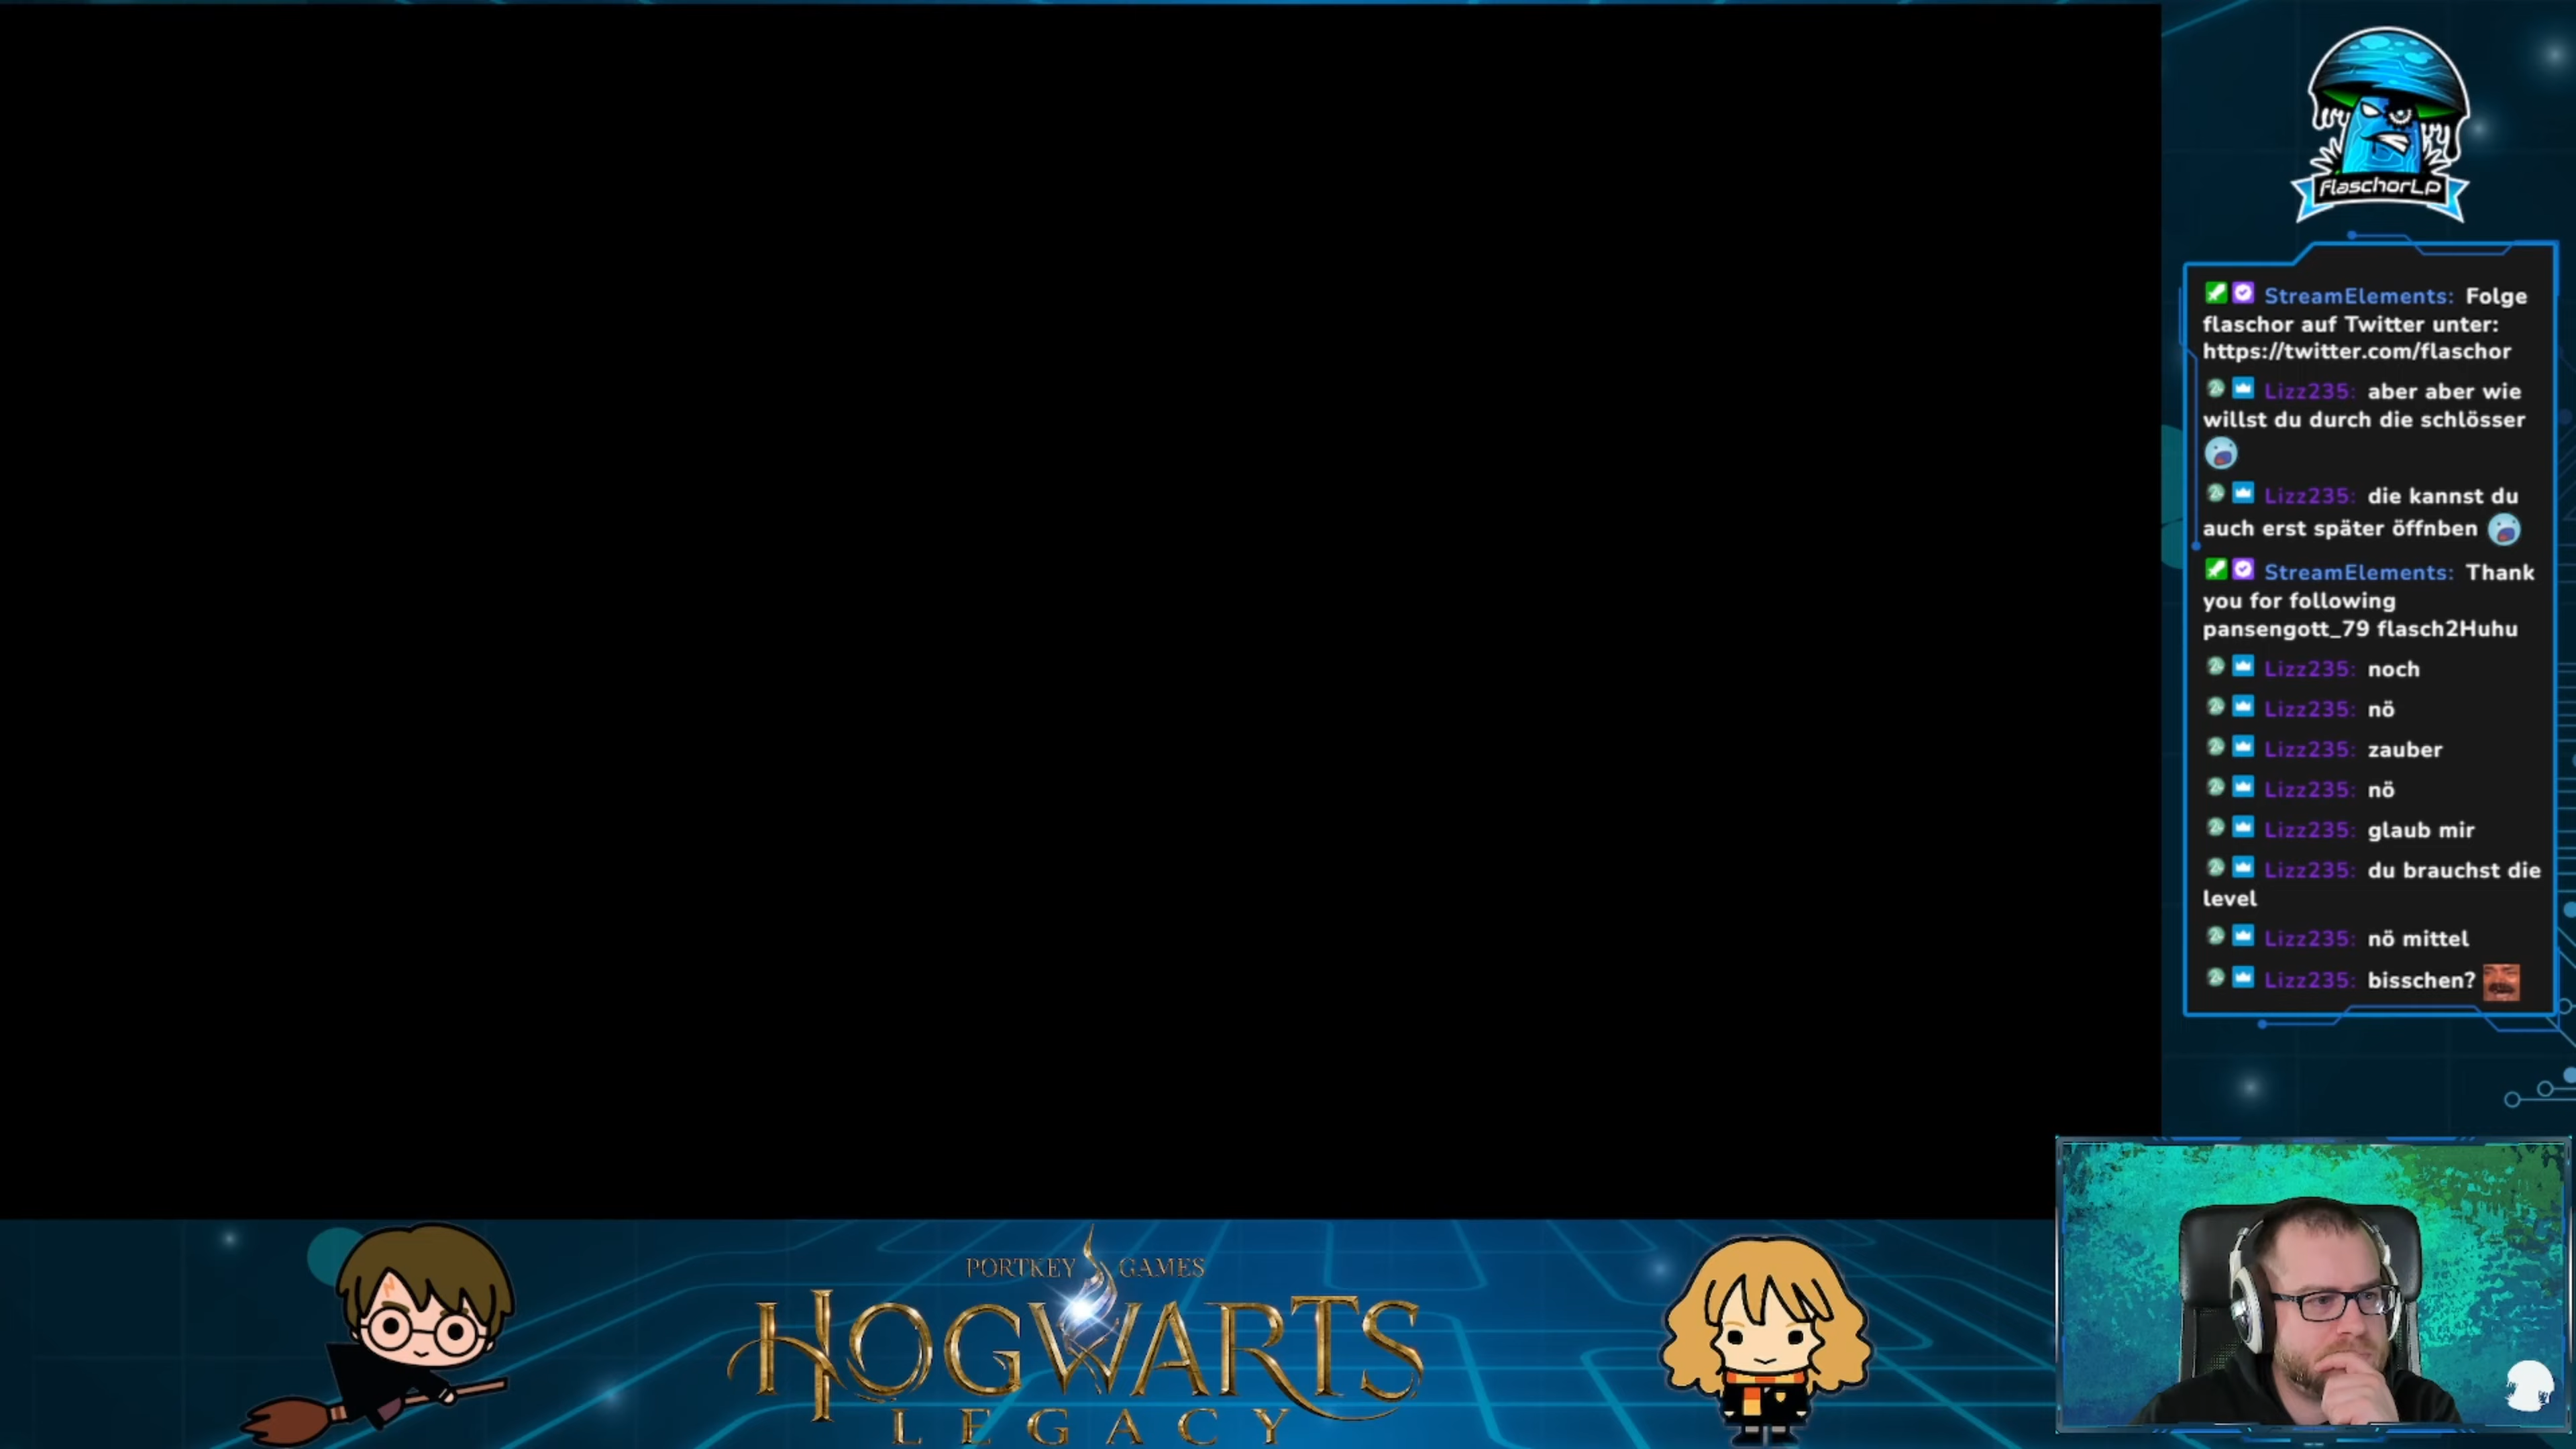 flaschorLp
StreamElements: Folge
flaschor auf Twitter unter:
https://twitter.com/flaschor
Lizz235: aber aber wie
willst du durch die schlösser
Lizz235: die kannst du
auch erst später öffnben
StreamElements: Thank
you for following
pansengott_79 flasch2Huhu
Lizz235: noch
Lizz235: nö
Lizz235: zauber
Lizz235: nö
Lizz235: glaub mir
Lizz235: du brauchst die
level
Lizz235: nö mittel
Lizz235: bisschen?
PORTKEY GAMES
HOGWARTS
LEGACY